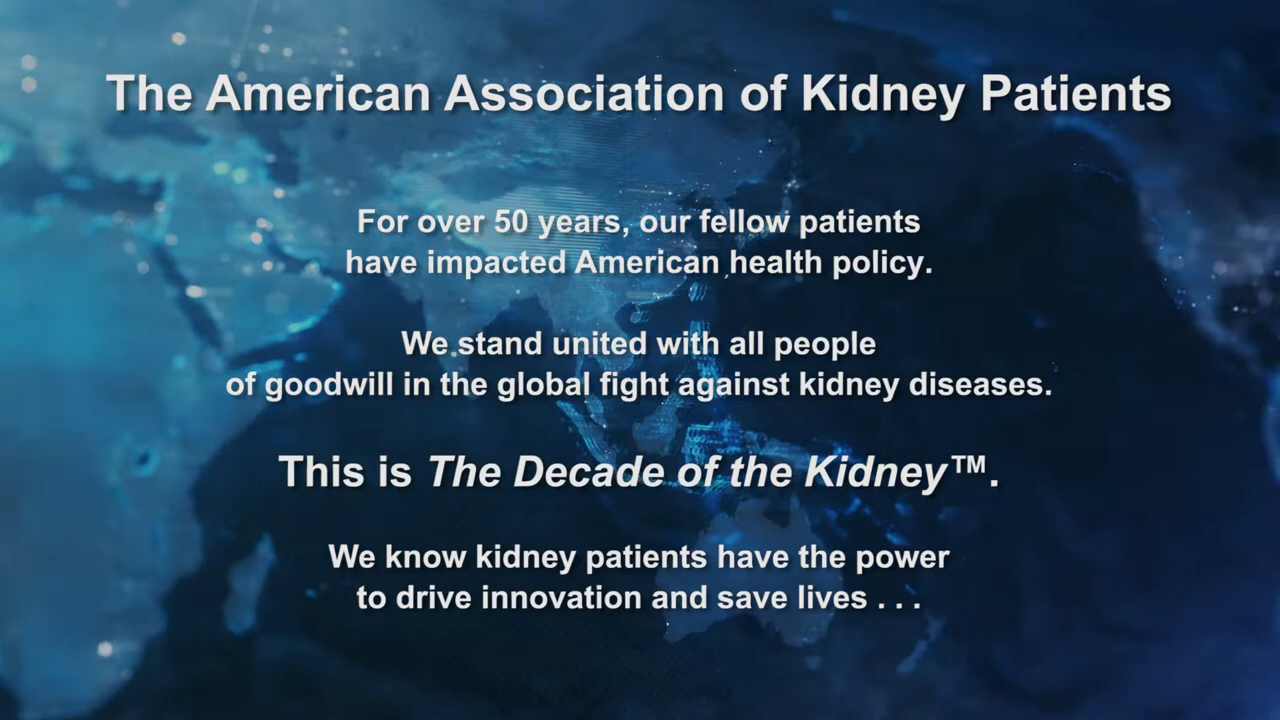 The American Association of Kidney Patients
For over 50 years, our fellow patients
have impacted American health policy.
We stand united with all people
of goodwill in the global fight against kidney diseases.
This is The Decade of the Kidney™.
We know kidney patients have the power
to drive innovation and save lives . . .